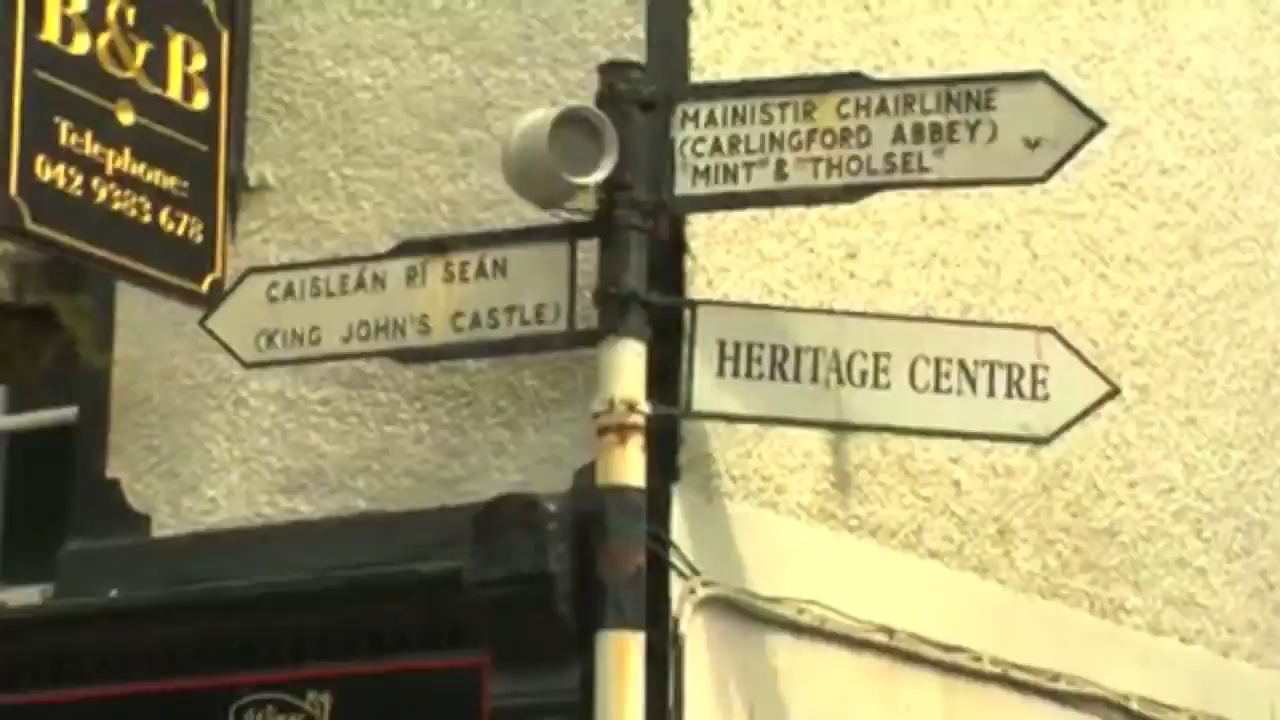 B&B
Telephone:
042 9383 678
MAINISTIR CHAIRLINNE
(CARLINGFORD ABBEY)
"MINT" & "THOLSEL"
CAISLEÁN RÍ SEÁN
(KING JOHN'S CASTLE)
HERITAGE CENTRE